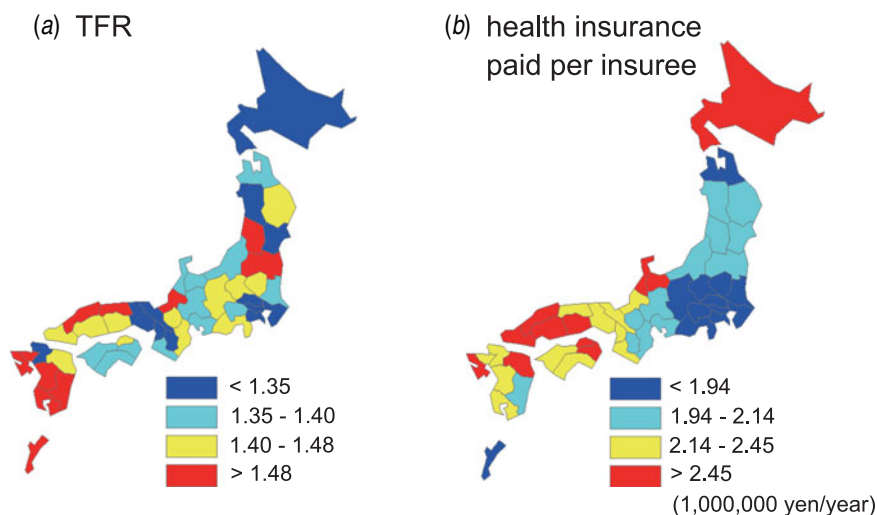 (a) TFR
< 1.35
1.35 - 1.40
1.40 - 1.48
> 1.48
(b) health insurance
paid per insuree
< 1.94
1.94 - 2.14
2.14 - 2.45
> 2.45
(1,000,000 yen/year)